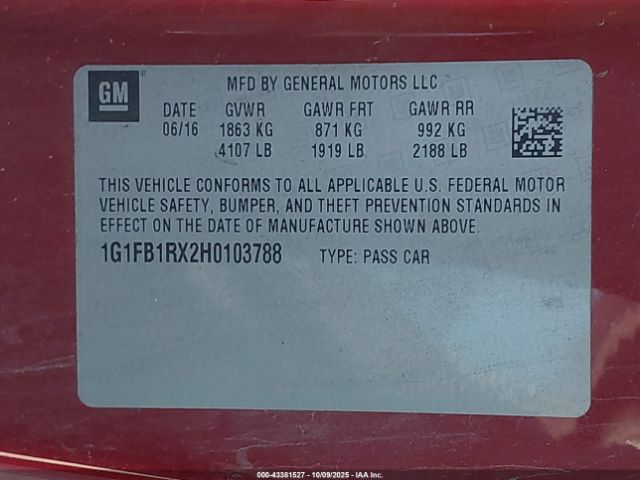 GM
MFD BY GENERAL MOTORS LLC
DATE GVWR GAWR FRT GAWR RR
06/16 1863 KG 871 KG 992 KG
4107 LB 1919 LB 2188 LB
THIS VEHICLE CONFORMS TO ALL APPLICABLE U.S. FEDERAL MOTOR
VEHICLE SAFETY, BUMPER, AND THEFT PREVENTION STANDARDS IN
EFFECT ON THE DATE OF MANUFACTURE SHOWN ABOVE.
1G1FB1RX2H0103788 TYPE: PASS CAR
000-43381527 - 10/09/2025 - IAAI.com